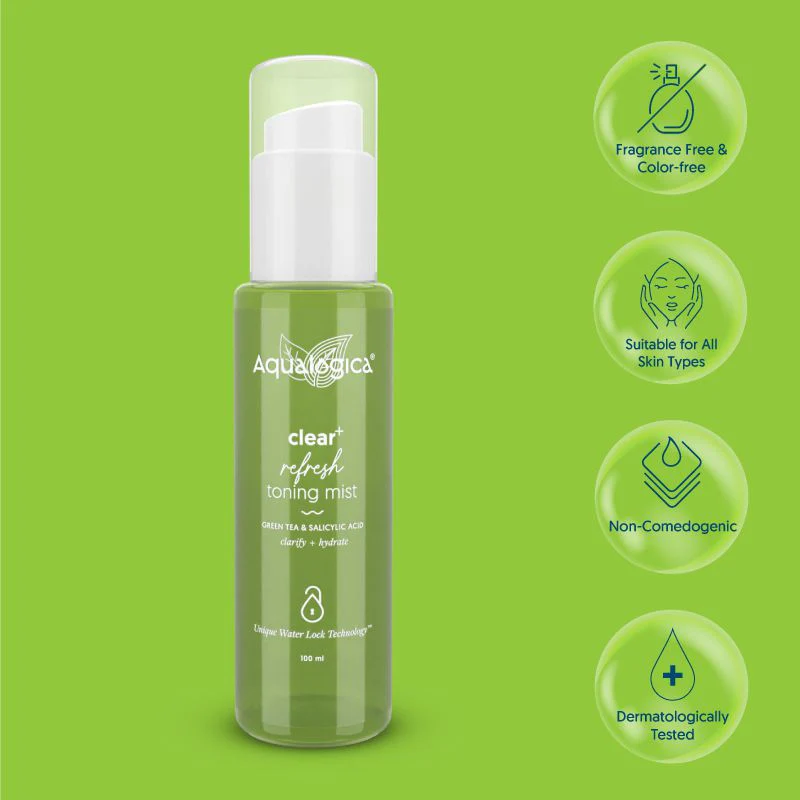 Aqualogica®
clear+
refresh
toning mist
GREEN TEA & SALICYLIC ACID
clarify + hydrate
Unique Water Lock Technology™
100 ml
Fragrance Free &
Color-free
Suitable for All
Skin Types
Non-Comedogenic
Dermatologically
Tested